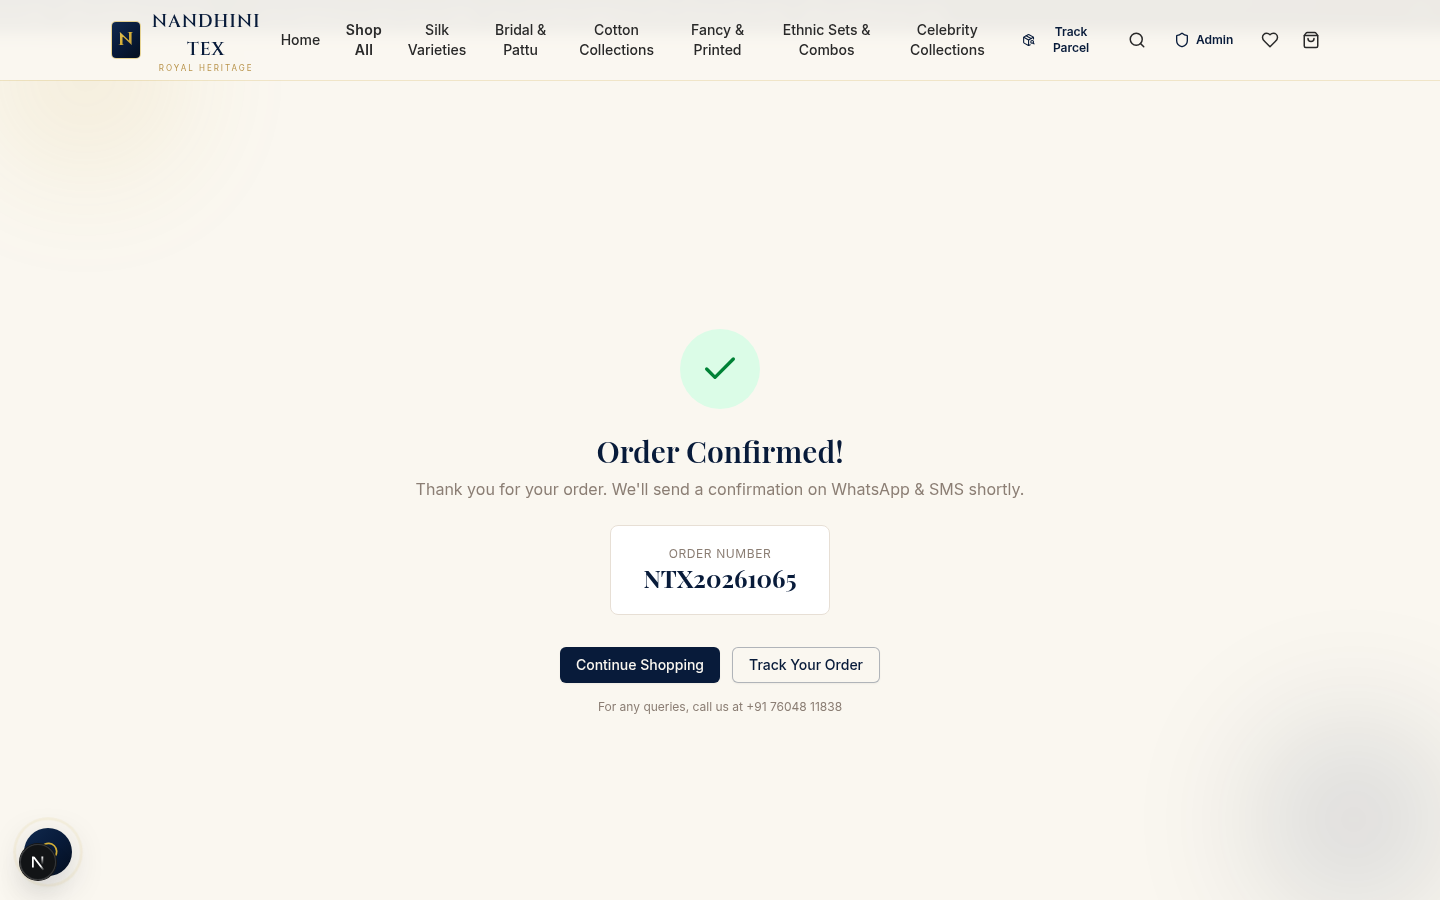 N
NANDHINI
TEX
ROYAL HERITAGE
Home
Shop
All
Silk
Varieties
Bridal &
Pattu
Cotton
Collections
Fancy &
Printed
Ethnic Sets &
Combos
Celebrity
Collections
Track
Parcel
Admin
Order Confirmed!
Thank you for your order. We'll send a confirmation on WhatsApp & SMS shortly.
ORDER NUMBER
NTX20261065
Continue Shopping
Track Your Order
For any queries, call us at +91 76048 11838
N